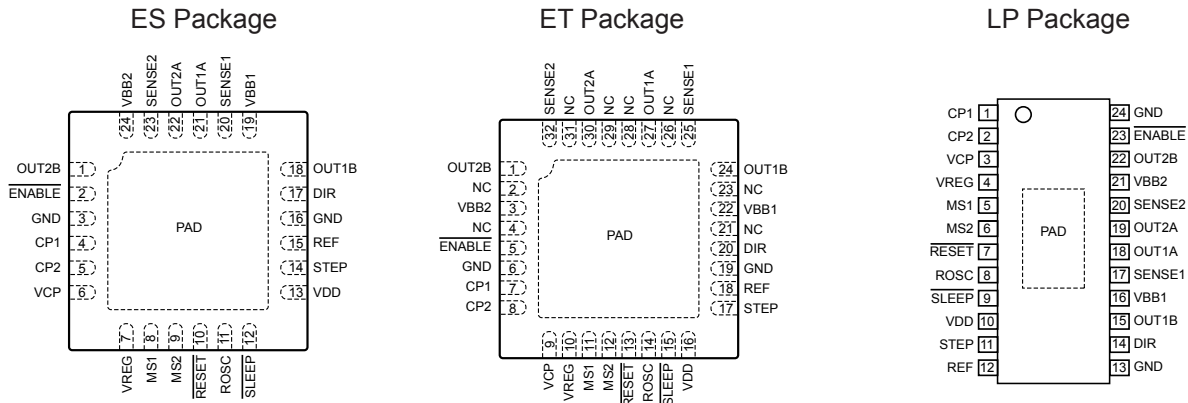 ES Package
VBB2
SENSE2
OUT2A
OUT1A
SENSE1
VBB1
24
23
22
21
20
19
OUT2B 1
ENABLE 2
GND 3
CP1 4
CP2 5
VCP 6
PAD
18 OUT1B
17 DIR
16 GND
15 REF
14 STEP
13 VDD
7
8
9
10
11
12
VREG
MS1
MS2
RESET
ROSC
SLEEP
ET Package
SENSE2
NC
OUT2A
NC
NC
OUT1A
NC
SENSE1
32
31
30
29
28
27
26
25
OUT2B 1
NC 2
VBB2 3
NC 4
ENABLE 5
GND 6
CP1 7
CP2 8
PAD
24 OUT1B
23 NC
22 VBB1
21 NC
20 DIR
19 GND
18 REF
17 STEP
9
10
11
12
13
14
15
16
VCP
VREG
MS1
MS2
RESET
ROSC
SLEEP
VDD
LP Package
CP1 1
CP2 2
VCP 3
VREG 4
MS1 5
MS2 6
RESET 7
ROSC 8
SLEEP 9
VDD 10
STEP 11
REF 12
PAD
24 GND
23 ENABLE
22 OUT2B
21 VBB2
20 SENSE2
19 OUT2A
18 OUT1A
17 SENSE1
16 VBB1
15 OUT1B
14 DIR
13 GND